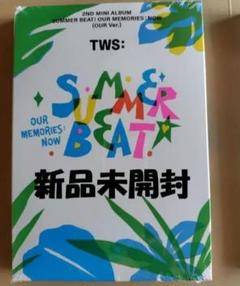 2ND MINI ALBUM
SUMMER BEAT! OUR MEMORIES : NOW
(OUR Ver.)
TWS:
SUMMER
OUR
MEMORIES:
NOW
BEAT!
新品未開封